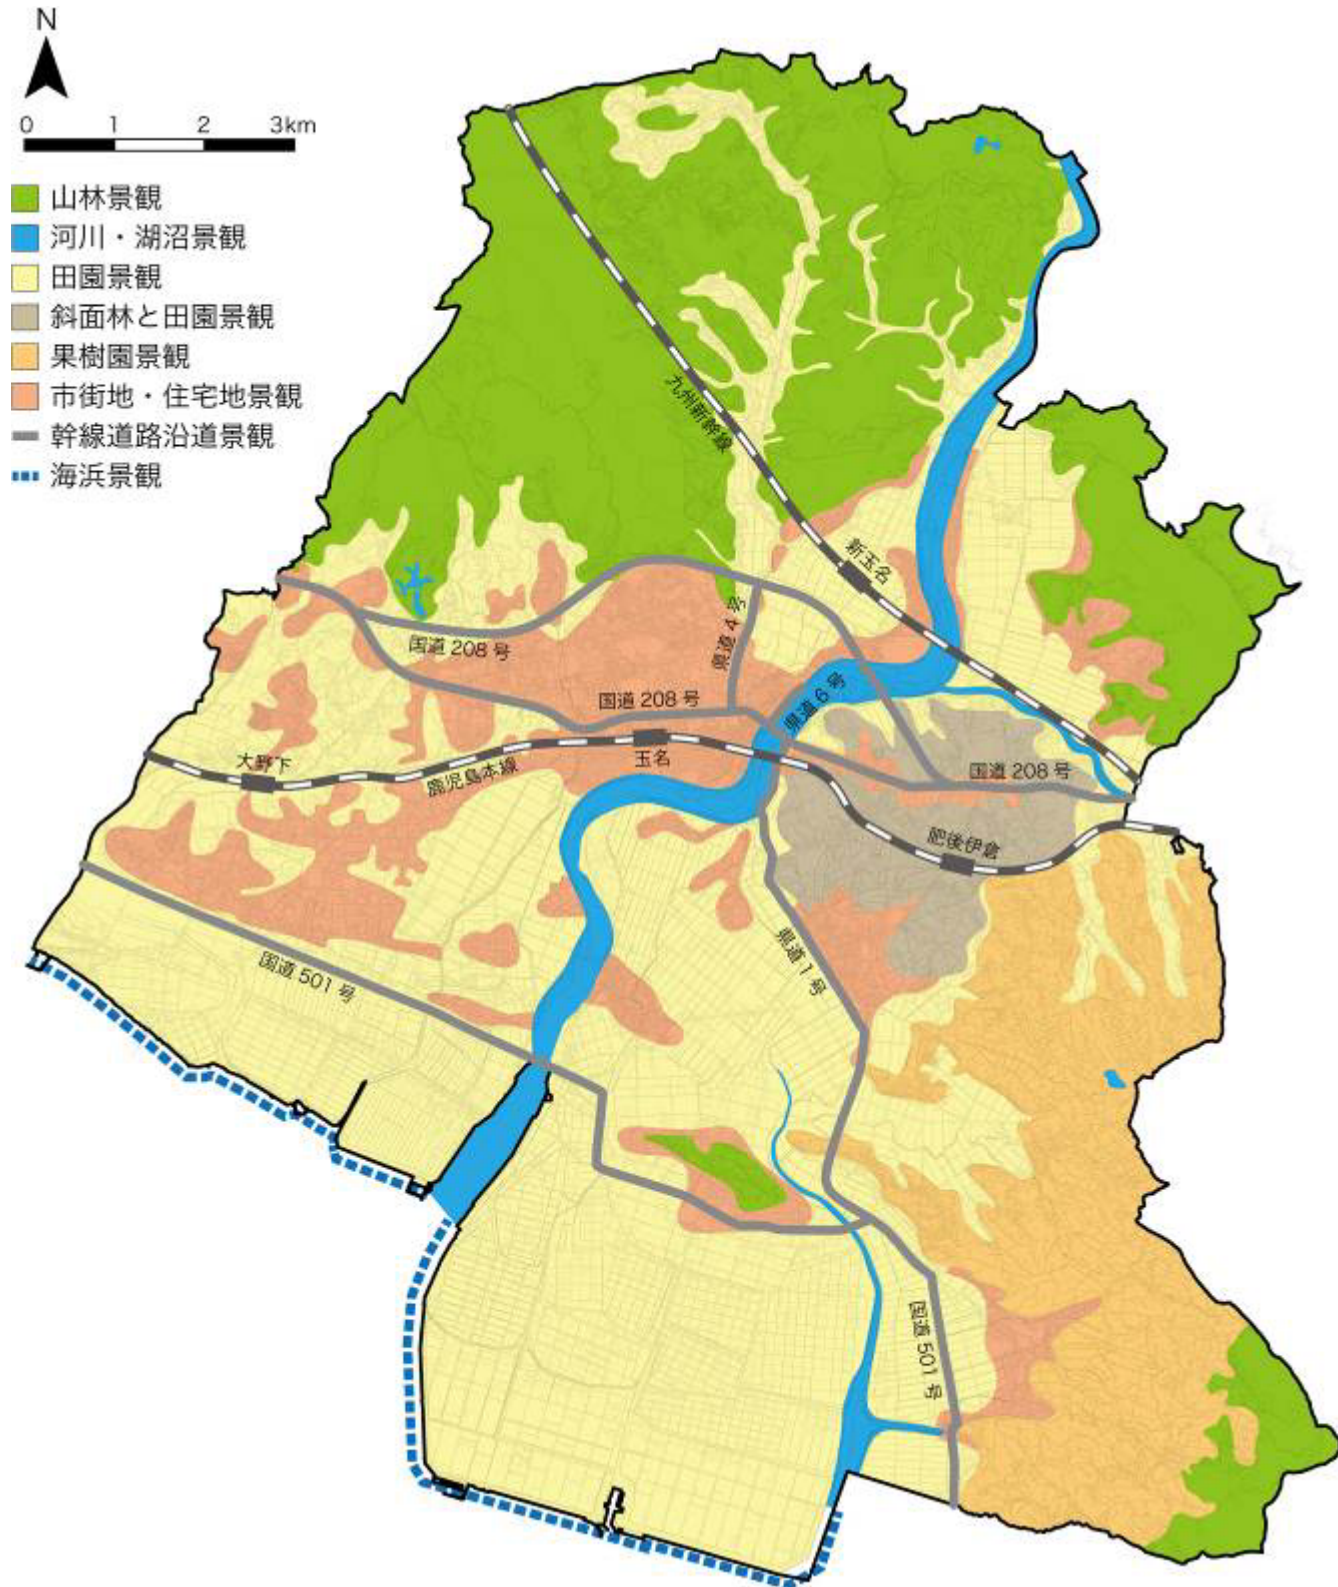 N
0 1 2 3km
山林景観
河川・湖沼景観
田園景観
斜面林と田園景観
果樹園景観
市街地・住宅地景観
幹線道路沿道景観
海浜景観
九州新幹線
新玉名
県道4号
国道208号
国道208号
県道6号
大野下
鹿児島本線
玉名
国道208号
肥後伊倉
県道1号
国道501号
国道501号